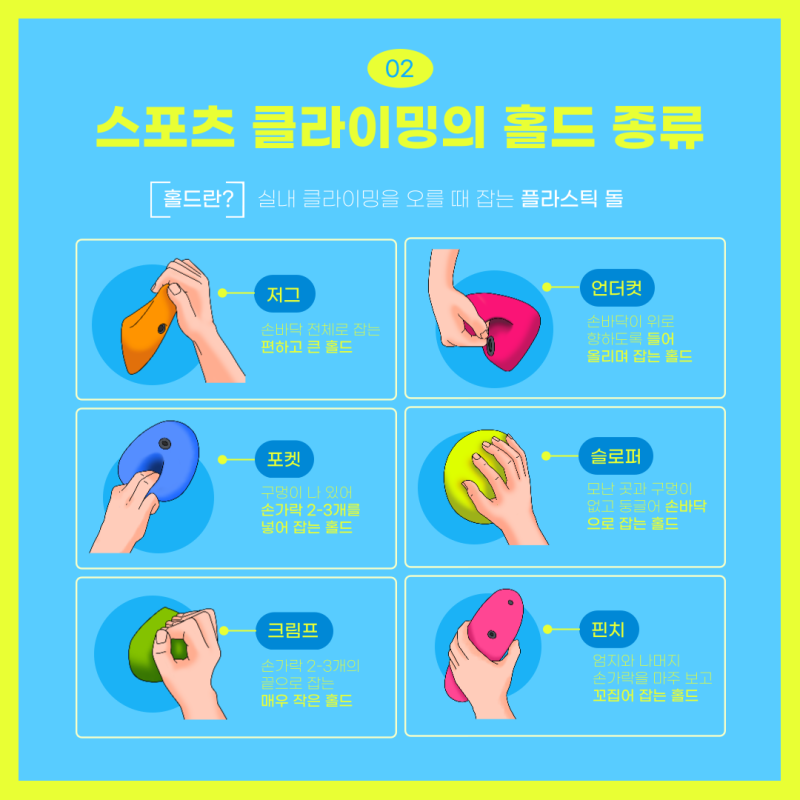 02
스포츠 클라이밍의 홀드 종류
홀드란? 실내 클라이밍을 오를 때 잡는 플라스틱 돌
저그
손바닥 전체로 잡는
편하고 큰 홀드
언더컷
손바닥이 위로
향하도록 들어
올리며 잡는 홀드
포켓
구멍이 나 있어
손가락 2-3개를
넣어 잡는 홀드
슬로퍼
모난 곳과 구멍이
없고 둥글어 손바닥
으로 잡는 홀드
크림프
손가락 2-3개의
끝으로 잡는
매우 작은 홀드
핀치
엄지와 나머지
손가락을 마주 보고
꼬집어 잡는 홀드